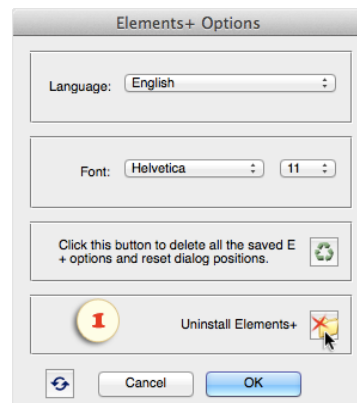 Elements+ Options
Language: English
Font: Helvetica 11
Click this button to delete all the saved E
+ options and reset dialog positions.
1 Uninstall Elements+
Cancel OK